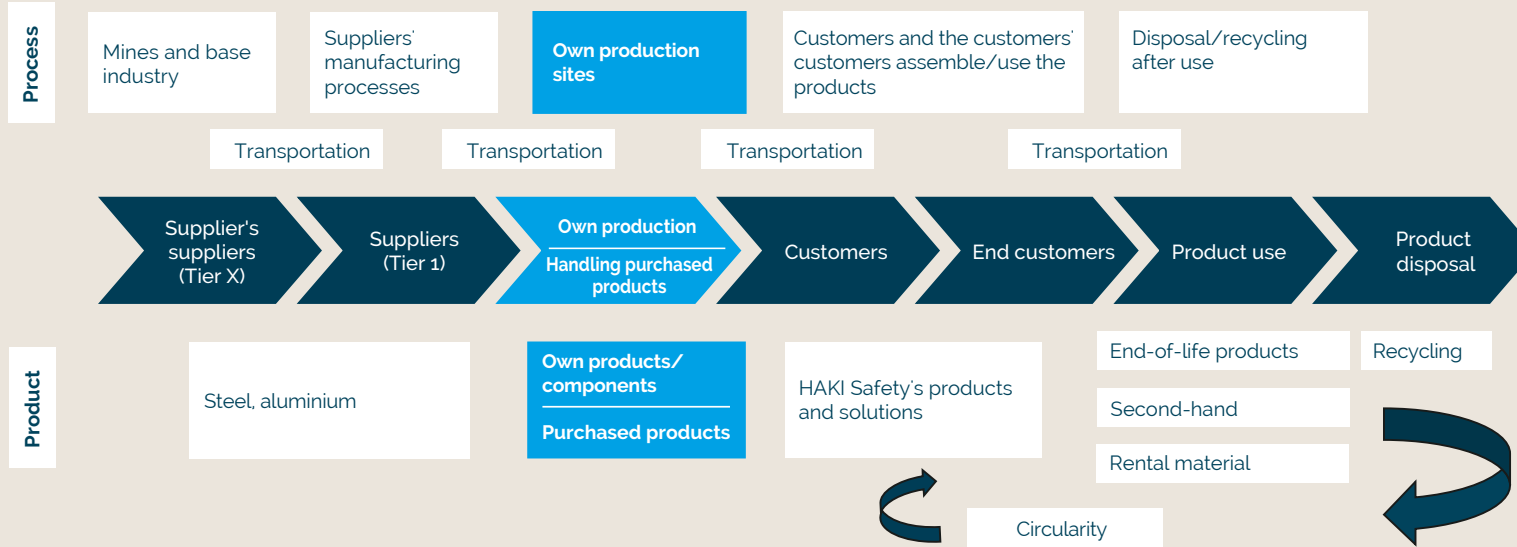 Process
Mines and base
industry
Suppliers'
manufacturing
processes
Own production
sites
Customers and the customers'
customers assemble/use the
products
Disposal/recycling
after use
Transportation
Transportation
Transportation
Transportation
Supplier's
suppliers
(Tier X)
Suppliers
(Tier 1)
Own production
Handling purchased
products
Customers
End customers
Product use
Product
disposal
Product
Steel, aluminium
Own products/
components
Purchased products
HAKI Safety's products
and solutions
End-of-life products
Recycling
Second-hand
Rental material
Circularity